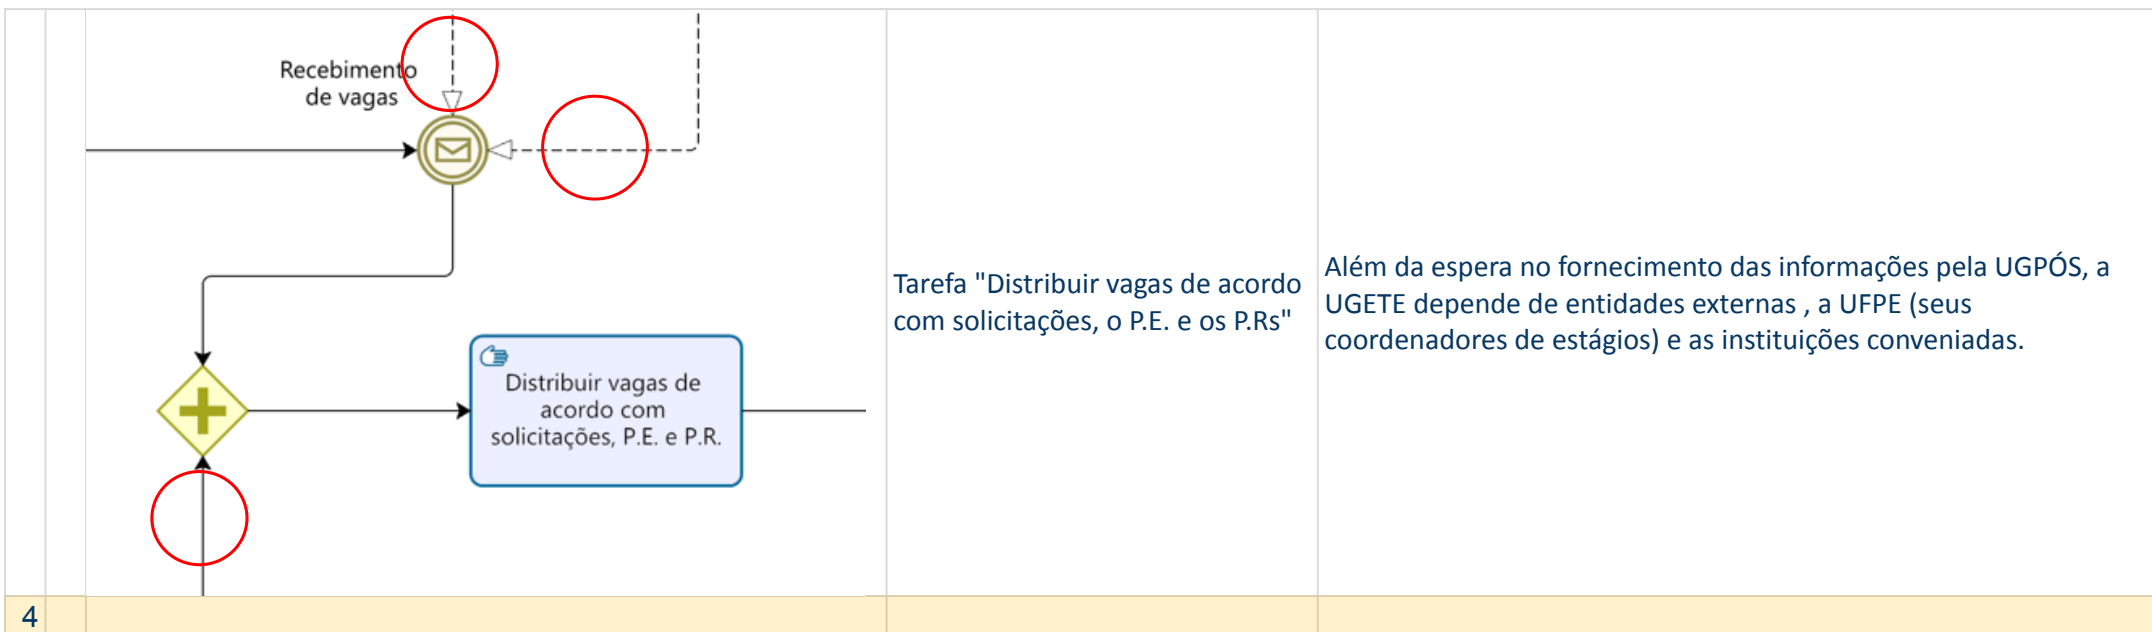 Recebimento
de vagas
Distribuir vagas de
acordo com
solicitações, P.E. e P.R.
Tarefa "Distribuir vagas de acordo
com solicitações, o P.E. e os P.Rs"
Além da espera no fornecimento das informações pela UGPÓS, a
UGETE depende de entidades externas , a UFPE (seus
coordenadores de estágios) e as instituições conveniadas.
4